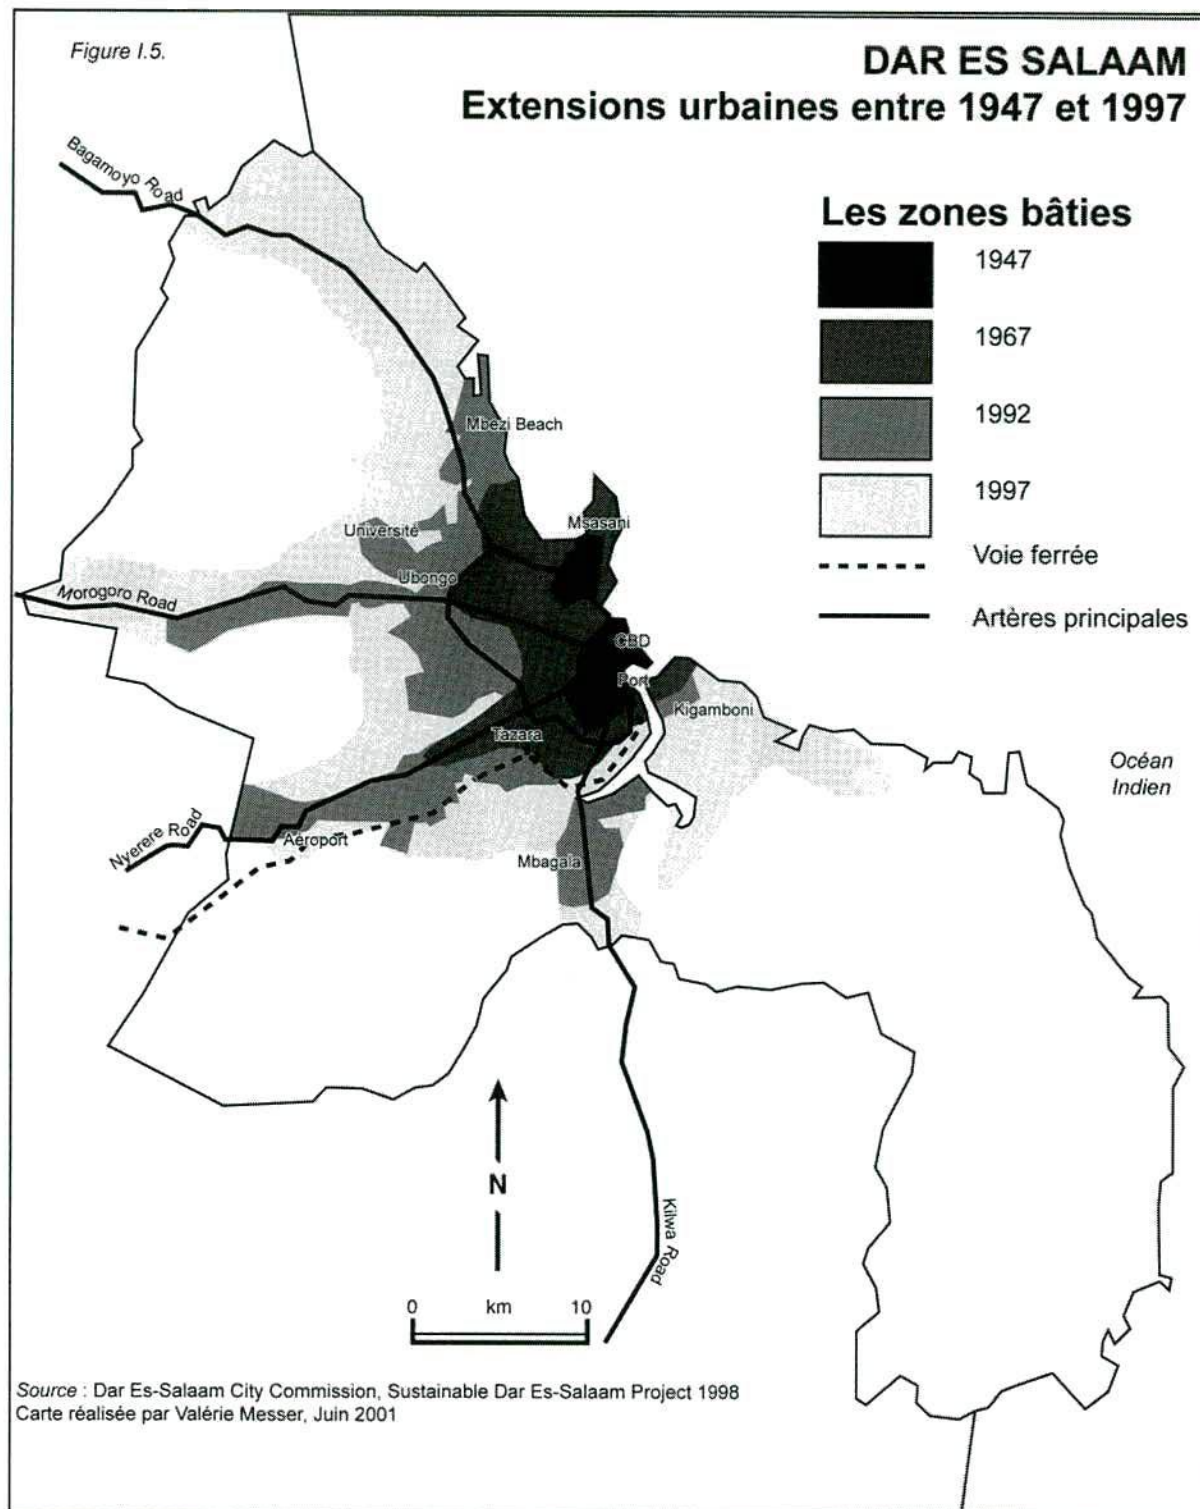 Figure I.5.
DAR ES SALAAM
Extensions urbaines entre 1947 et 1997
Les zones bâties
1947
1967
1992
1997
Voie ferrée
Artères principales
Bagamoyo Road
Mbezi Beach
Msasani
Université
Ubongo
Morogoro Road
CBD
Port
Kigamboni
Tazara
Océan
Indien
Nyerere Road
Aéroport
Mbagala
N
Kilwa Road
0 km 10
Source : Dar Es-Salaam City Commission, Sustainable Dar Es-Salaam Project 1998
Carte réalisée par Valérie Messer, Juin 2001